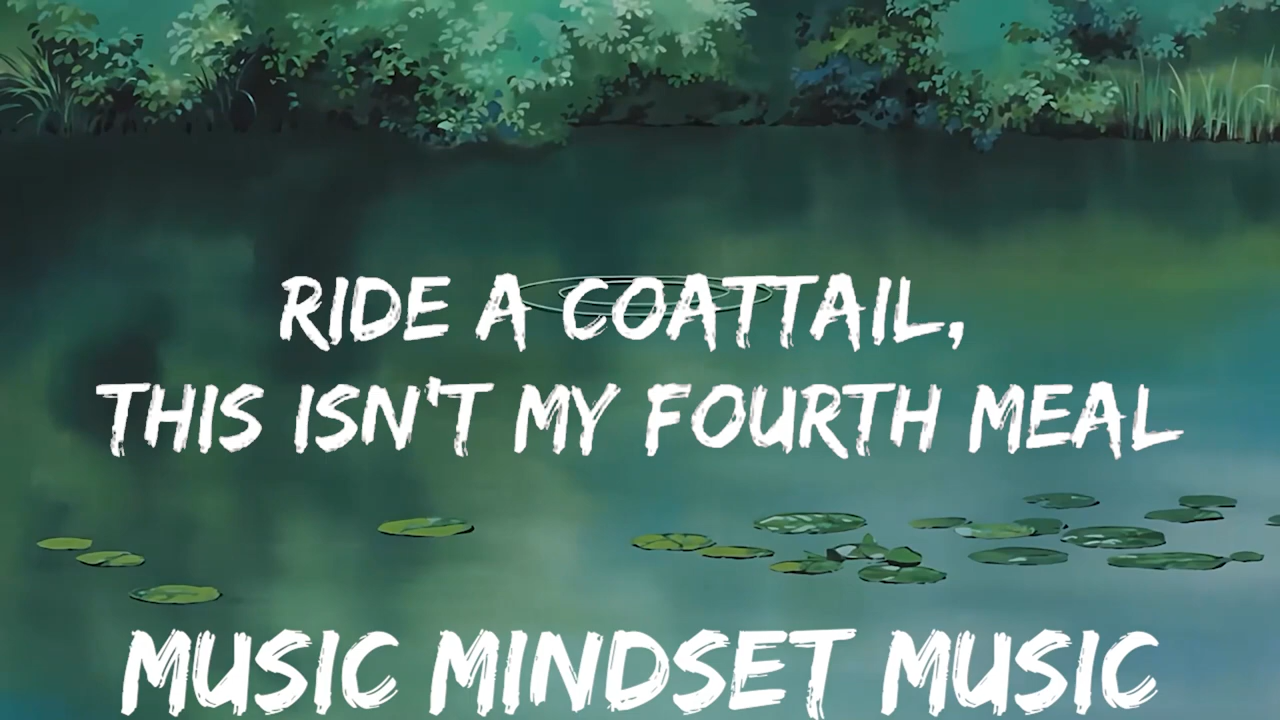 RIDE A COATTAIL,
THIS ISN'T MY FOURTH MEAL
MUSIC MINDSET MUSIC